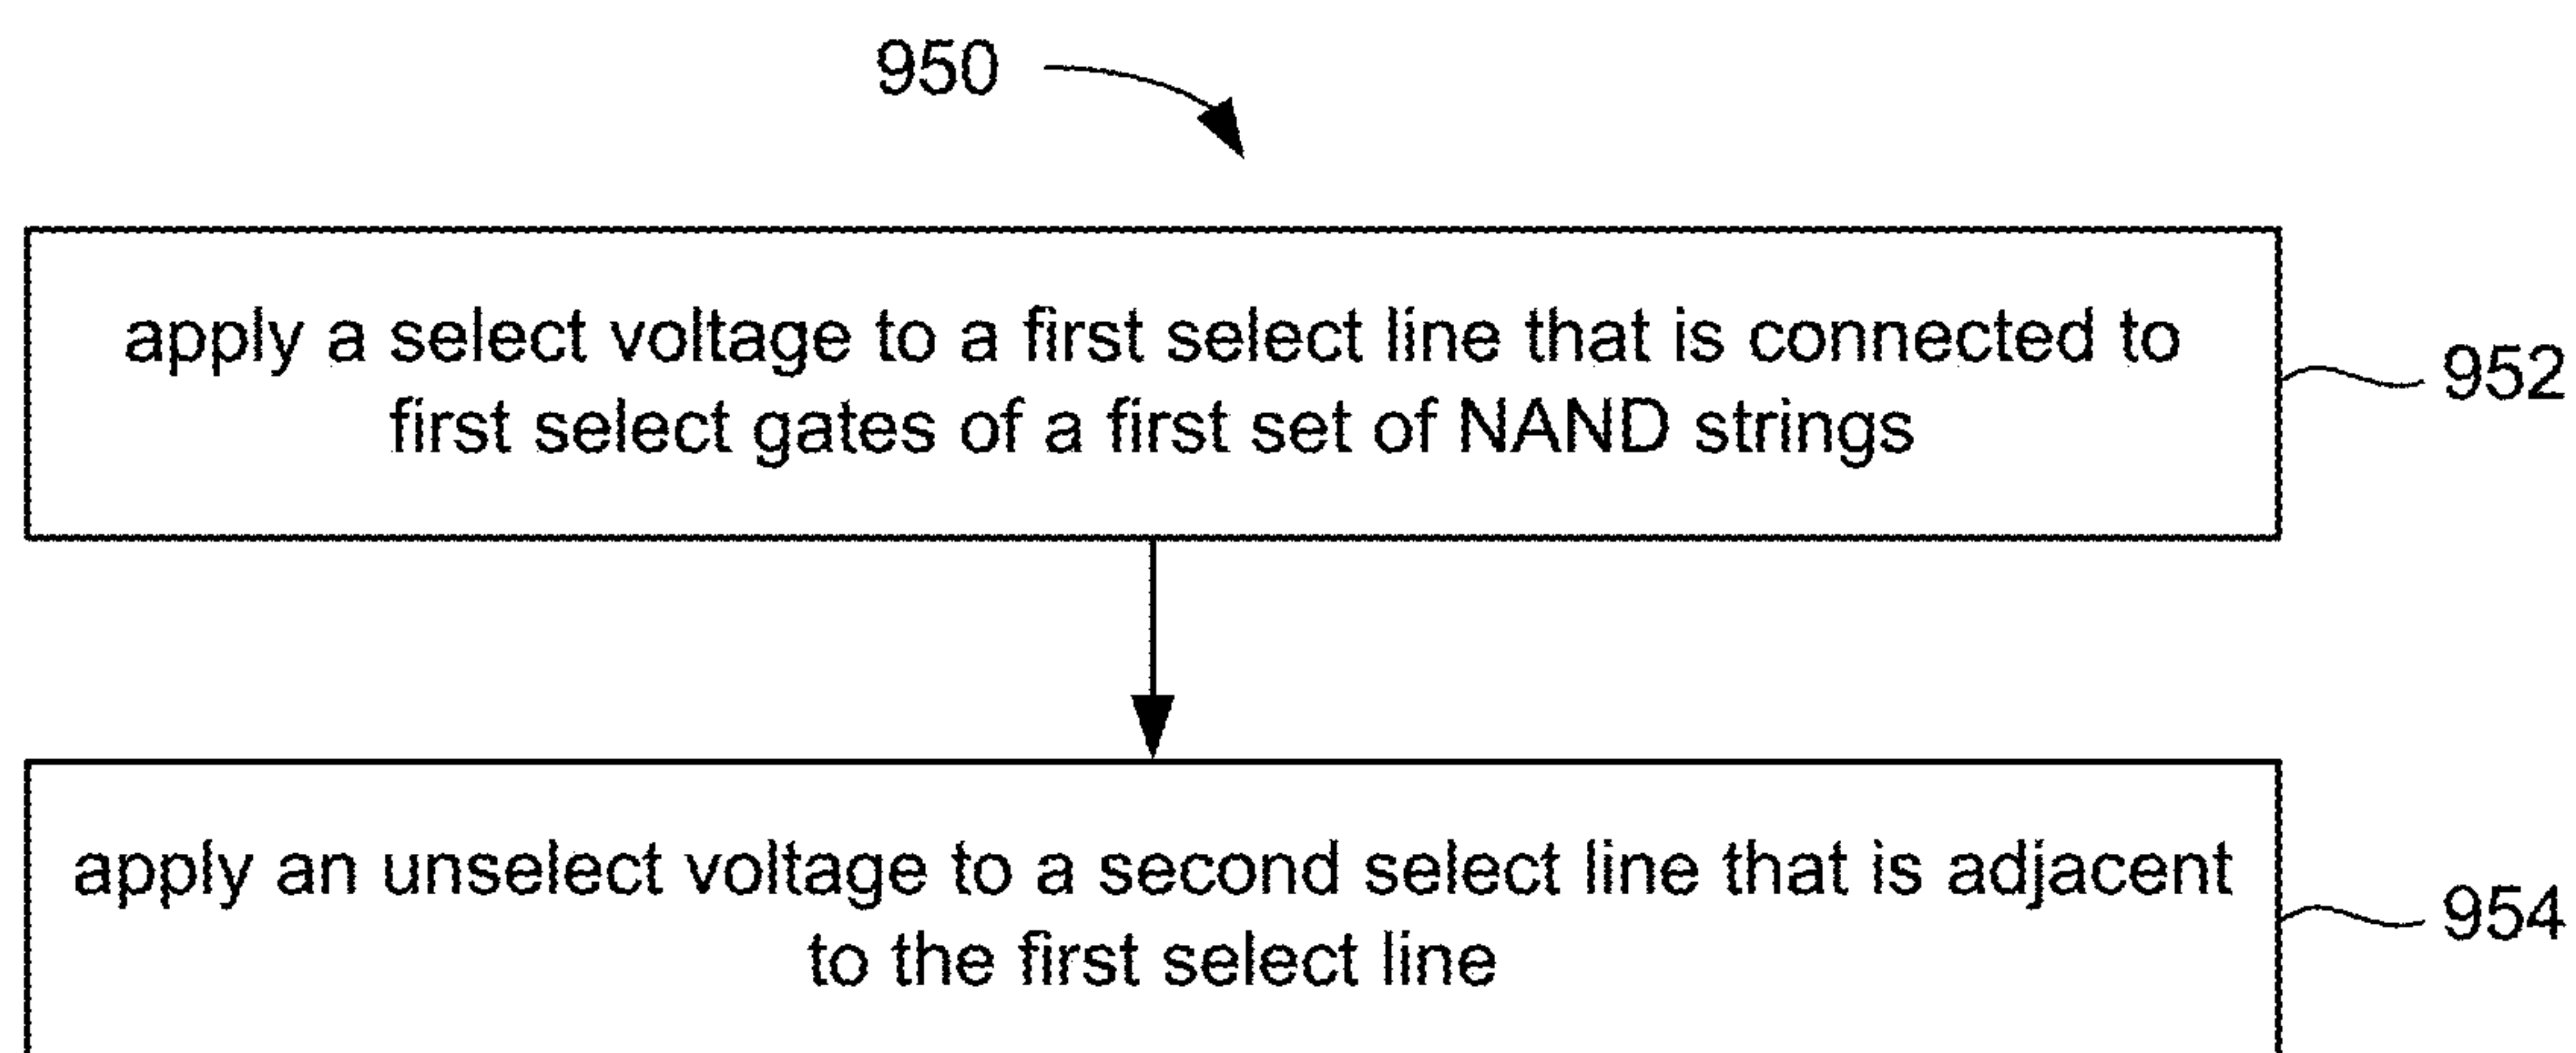 950
apply a select voltage to a first select line that is connected to
first select gates of a first set of NAND strings
952
apply an unselect voltage to a second select line that is adjacent
to the first select line
954